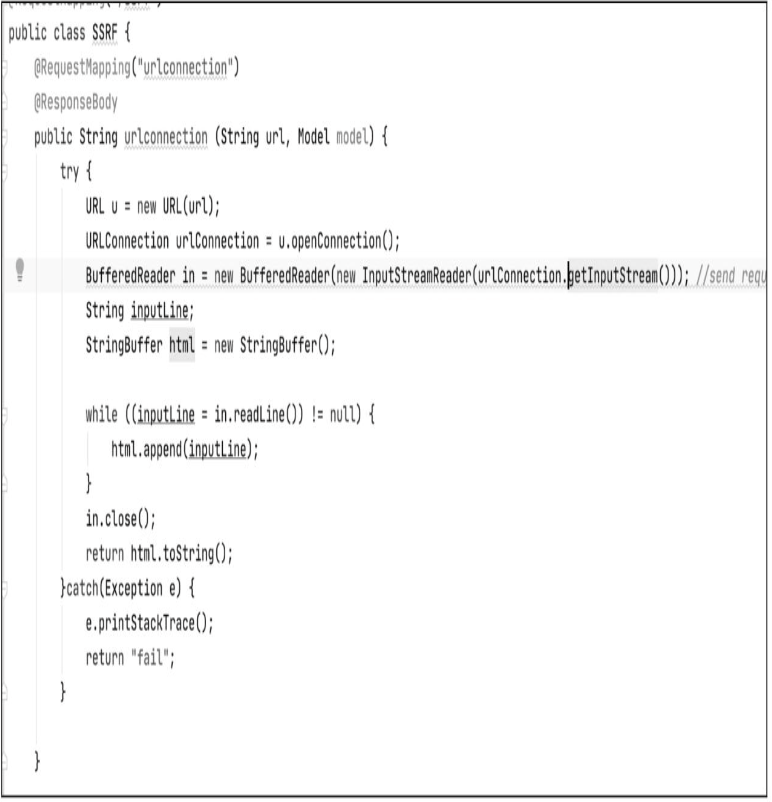 public class SSRF {
@RequestMapping("urlconnection")
@ResponseBody
public String urlconnection (String url, Model model) {
try {
URL u = new URL(url);
URLConnection urlConnection = u.openConnection();
BufferedReader in = new BufferedReader(new InputStreamReader(urlConnection.getInputStream())); //send
String inputLine;
StringBuffer html = new StringBuffer();
while ((inputLine = in.readLine()) != null) {
html.append(inputLine);
}
in.close();
return html.toString();
}catch(Exception e) {
e.printStackTrace();
return "fail";
}
}